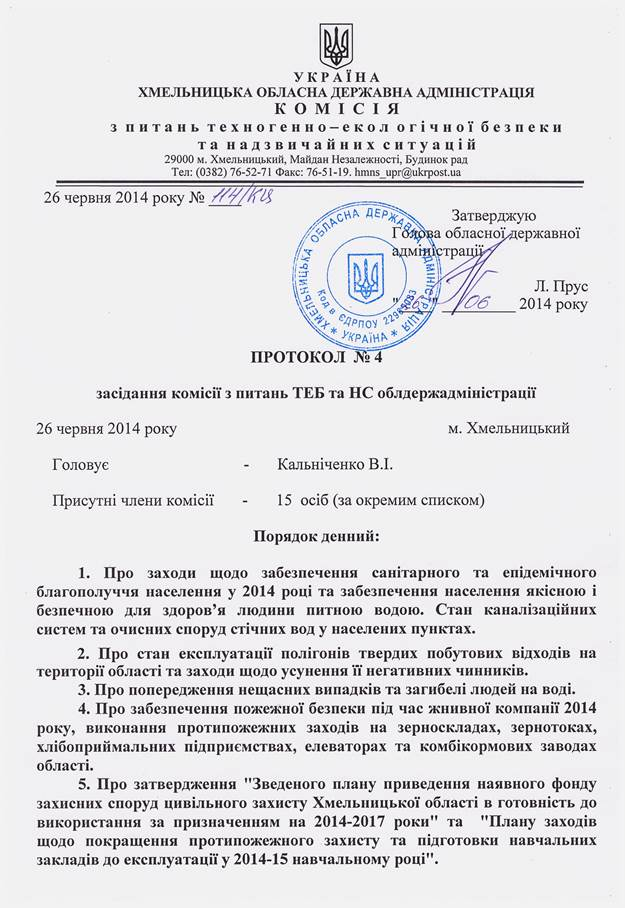 УКРАЇНА
ХМЕЛЬНИЦЬКА ОБЛАСНА ДЕРЖАВНА АДМІНІСТРАЦІЯ
КОМІСІЯ
з питань техногенно–екологічної безпеки
та надзвичайних ситуацій
29000 м. Хмельницький, Майдан Незалежності, Будинок рад
Тел: (0382) 76-52-71 Факс: 76-51-19. hmns_upr@ukrpost.ua
26 червня 2014 року № 114/КЦ
Затверджую
Голова обласної державної
адміністрації
Л. Прус
" " 06 2014 року
ХМЕЛЬНИЦЬКА ОБЛАСНА ДЕРЖАВНА АДМІНІСТРАЦІЯ
Код в ЄДРПОУ
* УКРАЇНА *
ПРОТОКОЛ № 4
засідання комісії з питань ТЕБ та НС облдержадміністрації
26 червня 2014 року м. Хмельницький
Головує - Кальніченко В.І.
Присутні члени комісії - 15 осіб (за окремим списком)
Порядок денний:
1. Про заходи щодо забезпечення санітарного та епідемічного
благополуччя населення у 2014 році та забезпечення населення якісною і
безпечною для здоров’я людини питною водою. Стан каналізаційних
систем та очисних споруд стічних вод у населених пунктах.
2. Про стан експлуатації полігонів твердих побутових відходів на
території області та заходи щодо усунення її негативних чинників.
3. Про попередження нещасних випадків та загибелі людей на воді.
4. Про забезпечення пожежної безпеки під час жнивної компанії 2014
року, виконання протипожежних заходів на зерноскладах, зернотоках,
хлібоприймальних підприємствах, елеваторах та комбікормових заводах
області.
5. Про затвердження "Зведеного плану приведення наявного фонду
захисних споруд цивільного захисту Хмельницької області в готовність до
використання за призначенням на 2014-2017 роки" та "Плану заходів
щодо покращення протипожежного захисту та підготовки навчальних
закладів до експлуатації у 2014-15 навчальному році".